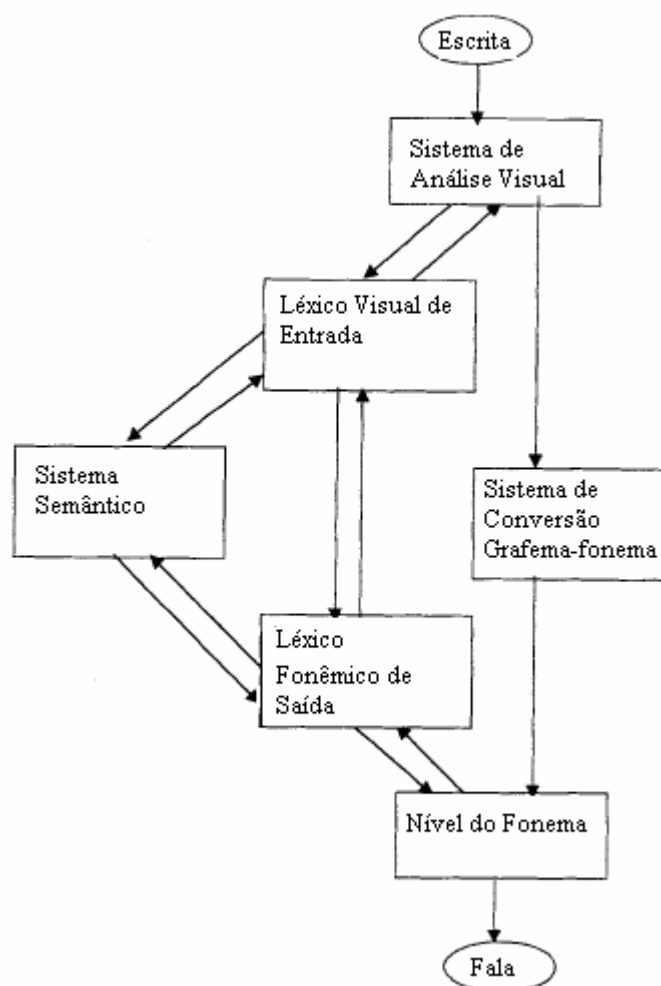 Escrita
Sistema de
Análise Visual
Léxico Visual de
Entrada
Sistema
Semântico
Sistema de
Conversão
Grafema-fonema
Léxico
Fonêmico de
Saída
Nível do Fonema
Fala